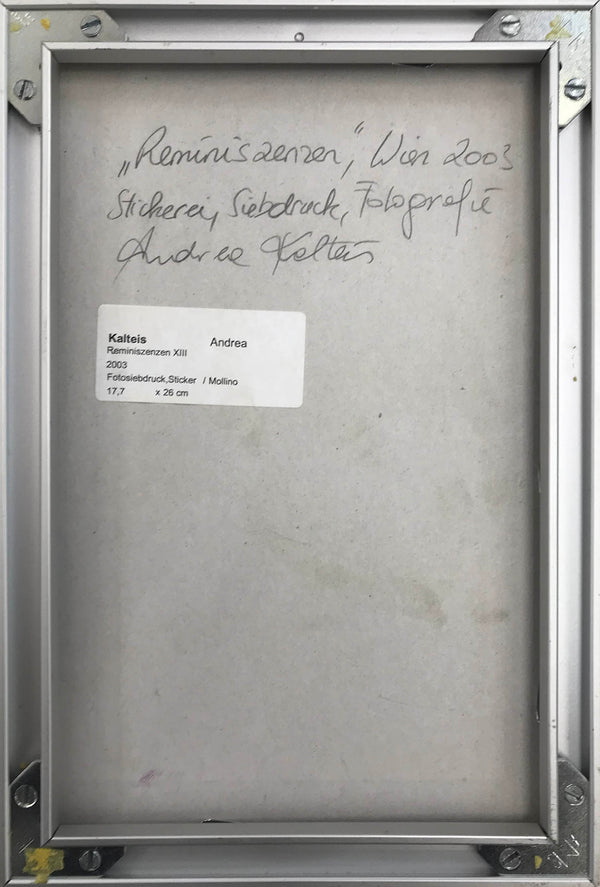 „Reminiszenzen“, Wien 2003
Stickerei, Siebdruck, Fotografie
Andrea Kalteis
Kalteis Andrea
Reminiszenzen XIII
2003
Fotosiebdruck,Sticker / Mollino
17,7 x 26 cm